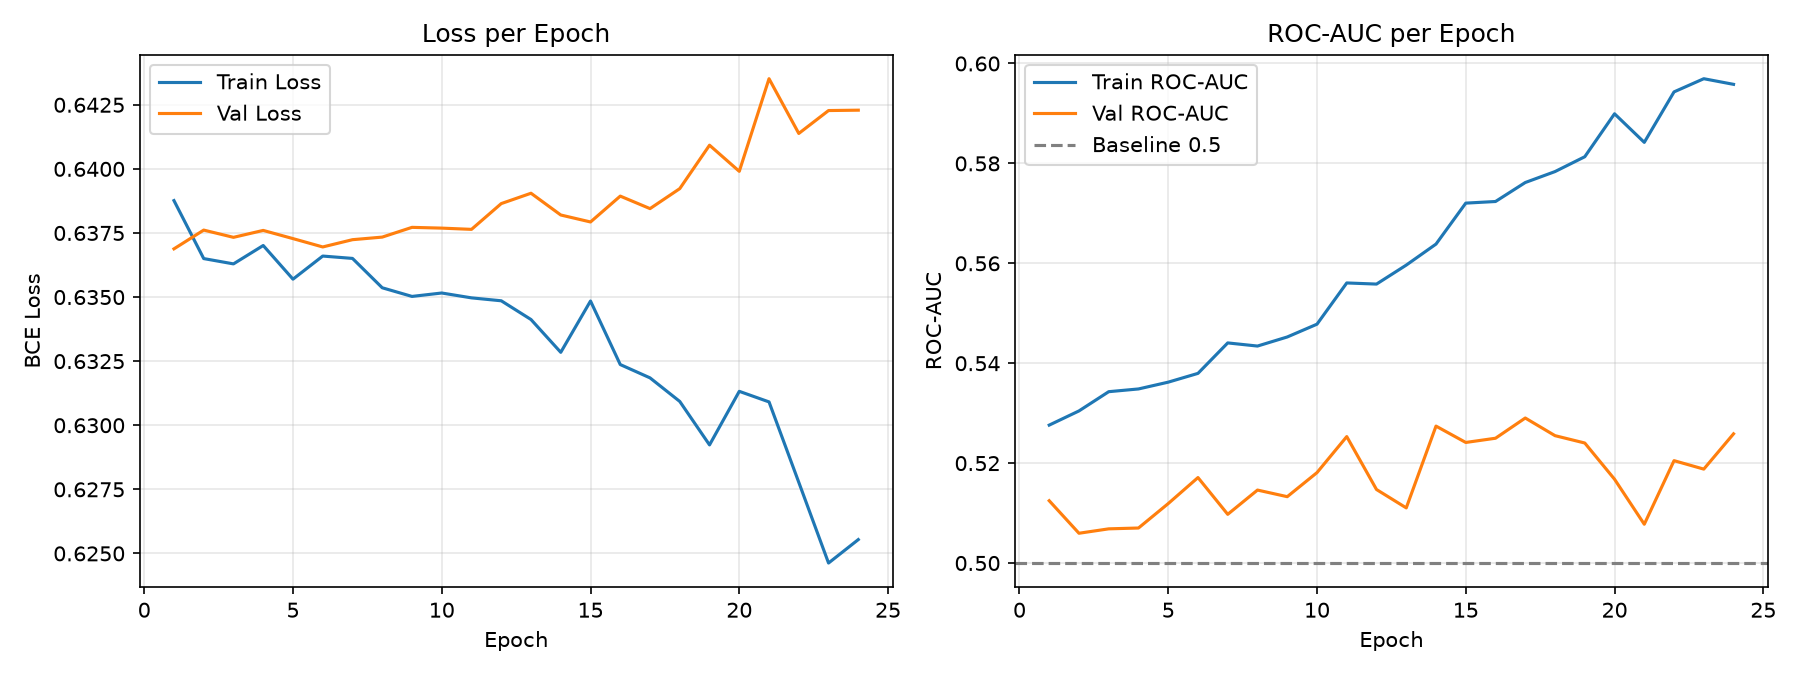 Loss per Epoch
Train Loss
Val Loss
0.6425
0.6400
0.6375
0.6350
0.6325
0.6300
0.6275
0.6250
BCE Loss
0 5 10 15 20 25
Epoch
ROC-AUC per Epoch
Train ROC-AUC
Val ROC-AUC
Baseline 0.5
0.60
0.58
0.56
0.54
0.52
0.50
ROC-AUC
0 5 10 15 20 25
Epoch